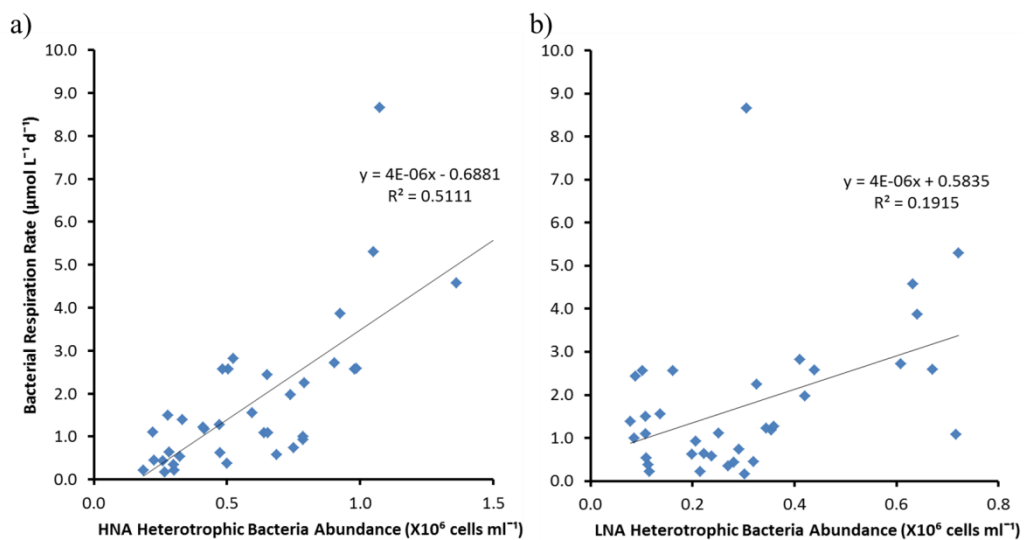 a)
10.0
9.0
8.0
7.0
6.0
5.0
4.0
3.0
2.0
1.0
0.0
Bacterial Respiration Rate (µmol L⁻¹ d⁻¹)
y = 4E-06x - 0.6881
R² = 0.5111
0.0 0.5 1.0 1.5
HNA Heterotrophic Bacteria Abundance (X10⁶ cells ml⁻¹)
b)
10.0
9.0
8.0
7.0
6.0
5.0
4.0
3.0
2.0
1.0
0.0
y = 4E-06x + 0.5835
R² = 0.1915
0.0 0.2 0.4 0.6 0.8
LNA Heterotrophic Bacteria Abundance (X10⁶ cells ml⁻¹)